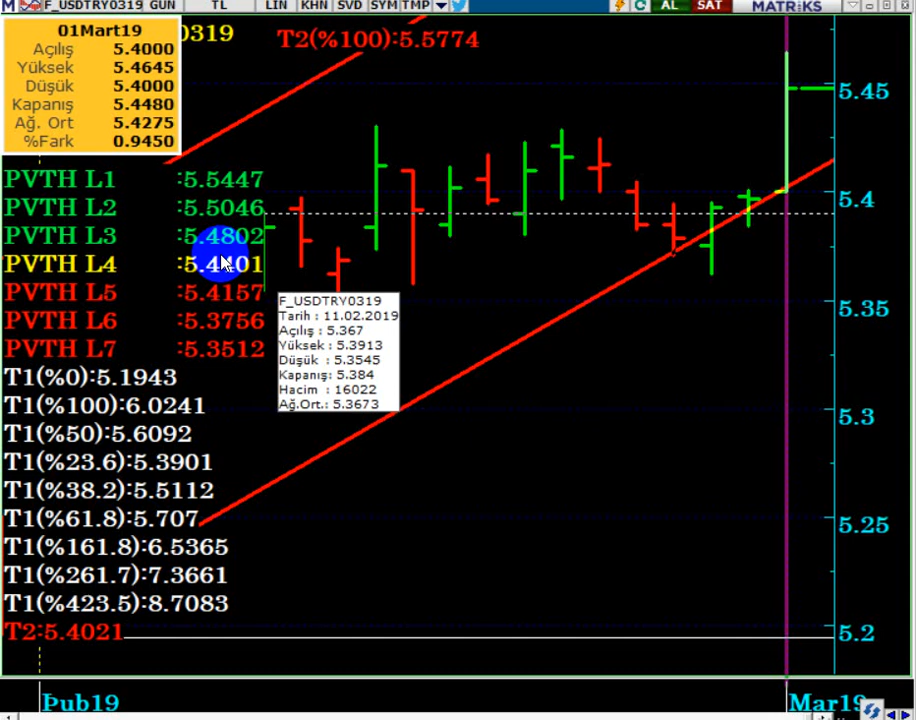 M F_USDTRY0319 GUN TL LIN KHN SVD SYM TMP AL SAT MATRiKS
01Mart19
Açılış 5.4000
Yüksek 5.4645
Düşük 5.4000
Kapanış 5.4480
Ağ. Ort 5.4275
%Fark 0.9450
0319
T2(%100):5.5774
PVTH L1 :5.5447
PVTH L2 :5.5046
PVTH L3 :5.4802
PVTH L4 :5.4401
PVTH L5 :5.4157
PVTH L6 :5.3756
PVTH L7 :5.3512
T1(%0):5.1943
T1(%100):6.0241
T1(%50):5.6092
T1(%23.6):5.3901
T1(%38.2):5.5112
T1(%61.8):5.707
T1(%161.8):6.5365
T1(%261.7):7.3661
T1(%423.5):8.7083
T2:5.4021
F_USDTRY0319
Tarih : 11.02.2019
Açılış : 5.367
Yüksek : 5.3913
Düşük : 5.3545
Kapanış: 5.384
Hacim : 16022
Ağ.Ort.: 5.3673
5.45
5.4
5.35
5.3
5.25
5.2
Þub19
Mar19